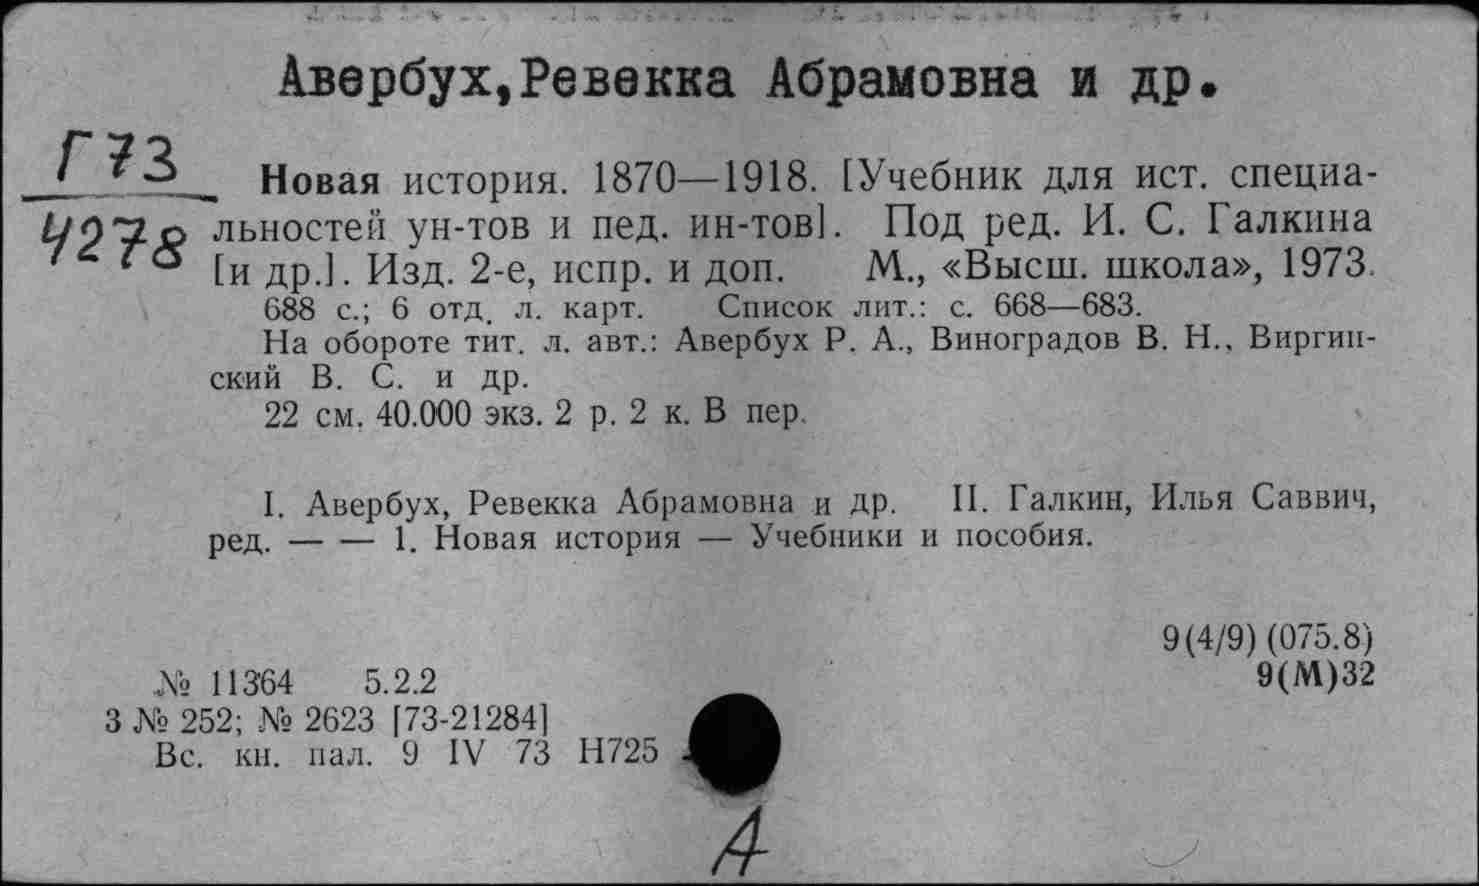 Авербух,Ревекка Абрамовна и др.
Г73
4278
Новая история. 1870—1918. [Учебник для ист. специа-
льностей ун-тов и пед. ин-тов]. Под ред. И. С. Галкина
[и др.]. Изд. 2-е, испр. и доп. М., «Высш. школа», 1973.
688 с.; 6 отд. л. карт. Список лит.: с. 668—683.
На обороте тит. л. авт.: Авербух Р. А., Виноградов В. Н., Виргин-
ский В. С. и др.
22 см. 40.000 экз. 2 р. 2 к. В пер.
I. Авербух, Ревекка Абрамовна и др. II. Галкин, Илья Саввич,
ред. — — 1. Новая история — Учебники и пособия.
9(4/9) (075.8)
№ 11364 5.2.2 9(М)32
3 № 252; № 2623 [73-21284]
Вс. кн. пал. 9 IV 73 Н725
А